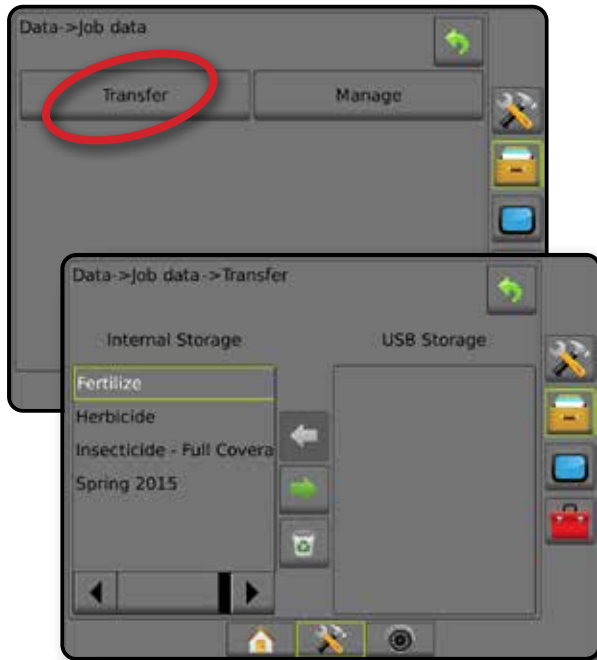 Data->Job data
Transfer Manage
Data->Job data->Transfer
Internal Storage USB Storage
Fertilize
Herbicide
Insecticide - Full Covera
Spring 2015